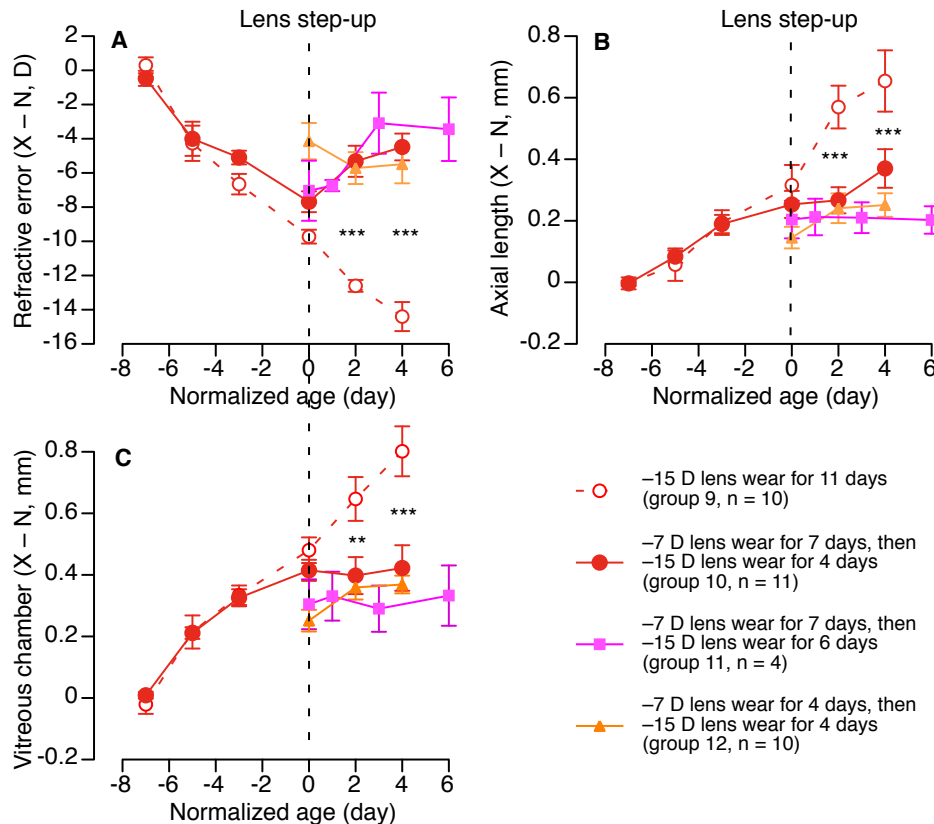 Lens step-up
A
2
0
-2
-4
-6
-8
-10
-12
-14
-16
Refractive error (X – N, D)
***
***
-8
-6
-4
-2
0
2
4
6
Normalized age (day)
Lens step-up
B
0.8
0.6
0.4
0.2
0
-0.2
Axial length (X – N, mm)
***
***
-8
-6
-4
-2
0
2
4
6
Normalized age (day)
C
0.8
0.6
0.4
0.2
0
-0.2
Vitreous chamber (X – N, mm)
**
***
-8
-6
-4
-2
0
2
4
6
Normalized age (day)
–15 D lens wear for 11 days
(group 9, n = 10)
–7 D lens wear for 7 days, then
–15 D lens wear for 4 days
(group 10, n = 11)
–7 D lens wear for 7 days, then
–15 D lens wear for 6 days
(group 11, n = 4)
–7 D lens wear for 4 days, then
–15 D lens wear for 4 days
(group 12, n = 10)